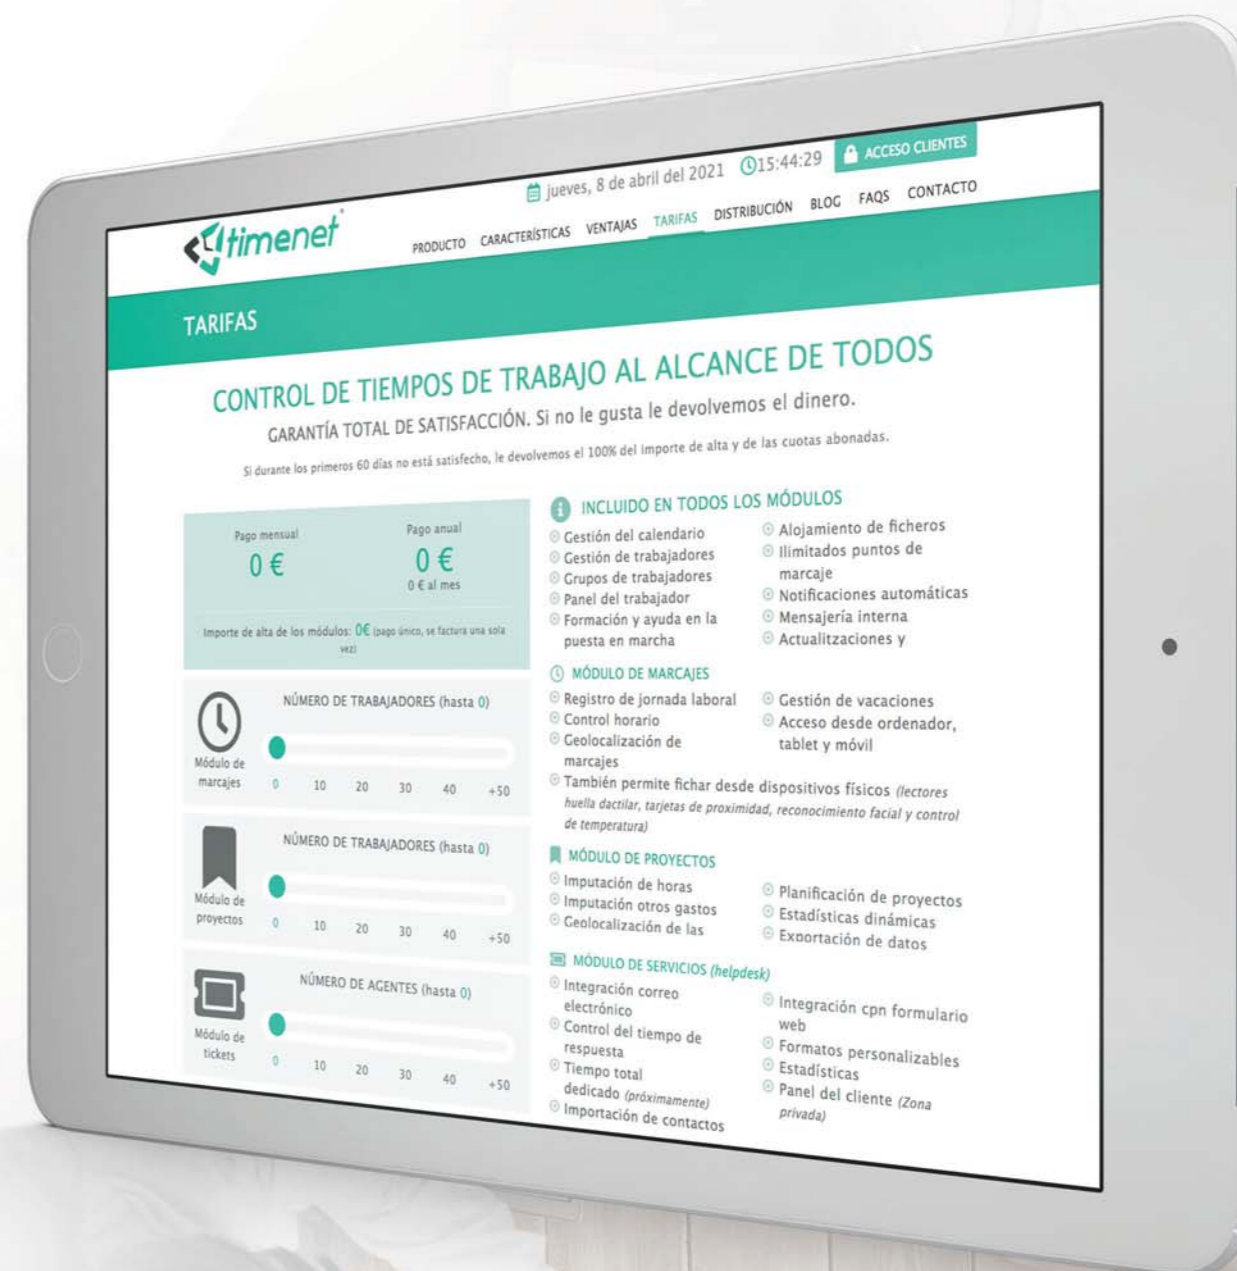 jueves, 8 de abril del 2021 15:44:29 ACCESO CLIENTES
timenet
PRODUCTO CARACTERÍSTICAS VENTAJAS TARIFAS DISTRIBUCIÓN BLOG FAQS CONTACTO
TARIFAS
CONTROL DE TIEMPOS DE TRABAJO AL ALCANCE DE TODOS
GARANTÍA TOTAL DE SATISFACCIÓN. Si no le gusta le devolvemos el dinero.
Si durante los primeros 60 días no está satisfecho, le devolvemos el 100% del importe de alta y de las cuotas abonadas.
Pago mensual
0 €
Pago anual
0 €
0 € al mes
Importe de alta de los módulos: 0€ (pago único, se factura una sola
vez)
NÚMERO DE TRABAJADORES (hasta 0)
Módulo de
marcajes
0 10 20 30 40 +50
NÚMERO DE TRABAJADORES (hasta 0)
Módulo de
proyectos
0 10 20 30 40 +50
NÚMERO DE AGENTES (hasta 0)
Módulo de
tickets
0 10 20 30 40 +50
INCLUIDO EN TODOS LOS MÓDULOS
Gestión del calendario
Gestión de trabajadores
Grupos de trabajadores
Panel del trabajador
Formación y ayuda en la
puesta en marcha
Alojamiento de ficheros
Ilimitados puntos de
marcaje
Notificaciones automáticas
Mensajería interna
Actualitzaciones y
MÓDULO DE MARCAJES
Registro de jornada laboral
Control horario
Geolocalización de
marcajes
Gestión de vacaciones
Acceso desde ordenador,
tablet y móvil
También permite fichar desde dispositivos físicos (lectores
huella dactilar, tarjetas de proximidad, reconocimiento facial y control
de temperatura)
MÓDULO DE PROYECTOS
Imputación de horas
Imputación otros gastos
Geolocalización de las
Planificación de proyectos
Estadísticas dinámicas
Exportación de datos
MÓDULO DE SERVICIOS (helpdesk)
Integración correo
electrónico
Control del tiempo de
respuesta
Tiempo total
dedicado (próximamente)
Importación de contactos
Integración cpn formulario
web
Formatos personalizables
Estadísticas
Panel del cliente (Zona
privada)